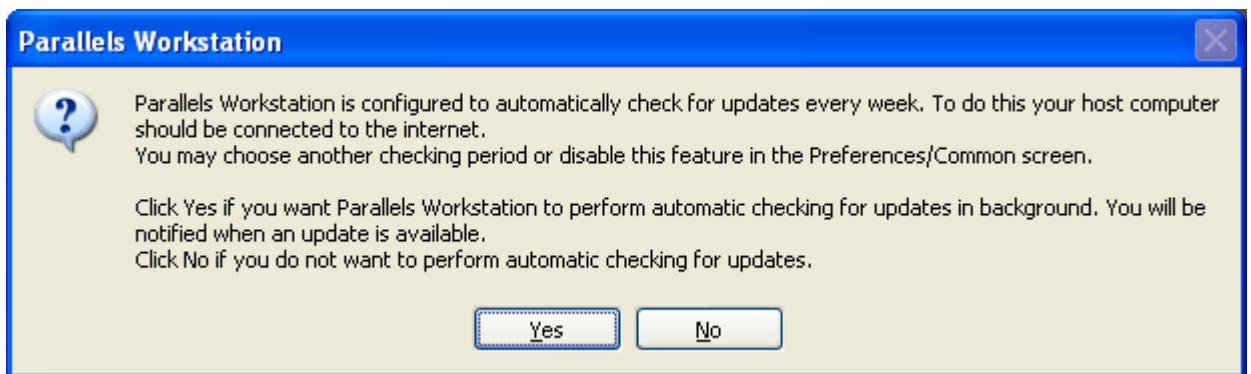 Parallels Workstation
Parallels Workstation is configured to automatically check for updates every week. To do this your host computer
should be connected to the internet.
You may choose another checking period or disable this feature in the Preferences/Common screen.
Click Yes if you want Parallels Workstation to perform automatic checking for updates in background. You will be
notified when an update is available.
Click No if you do not want to perform automatic checking for updates.
Yes No